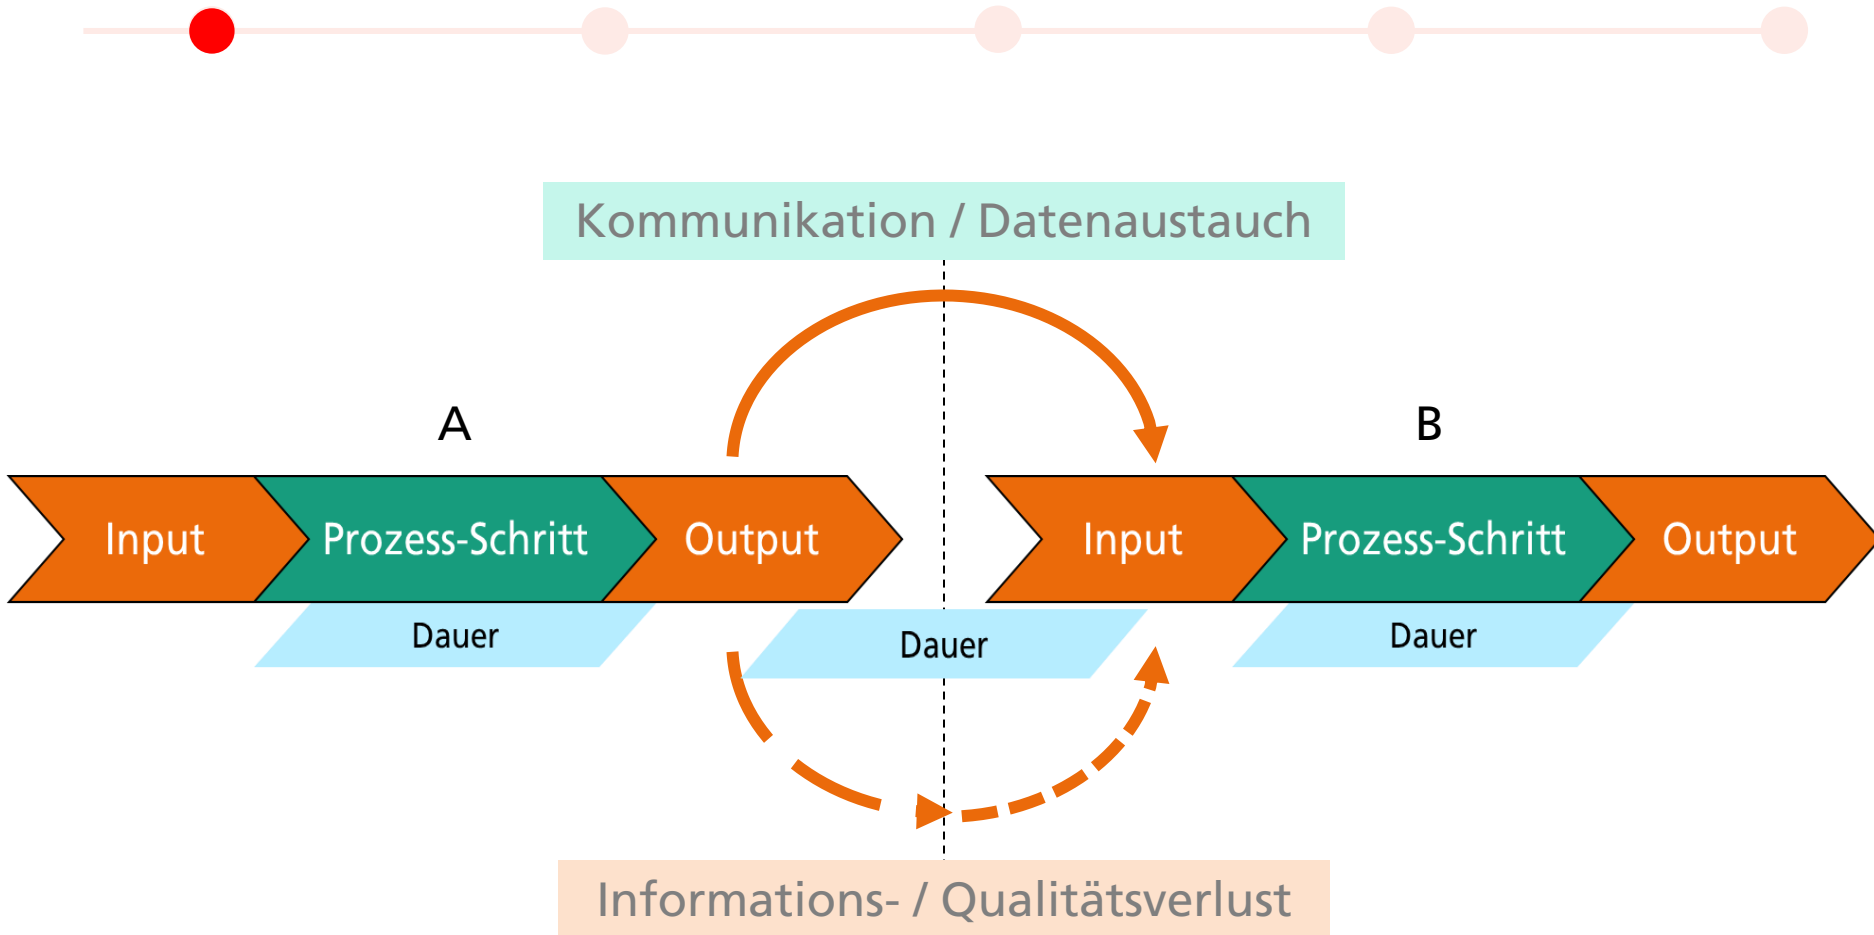 Kommunikation / Datenaustauch
A
B
Input
Prozess-Schritt
Output
Input
Prozess-Schritt
Output
Dauer
Dauer
Dauer
Informations- / Qualitätsverlust